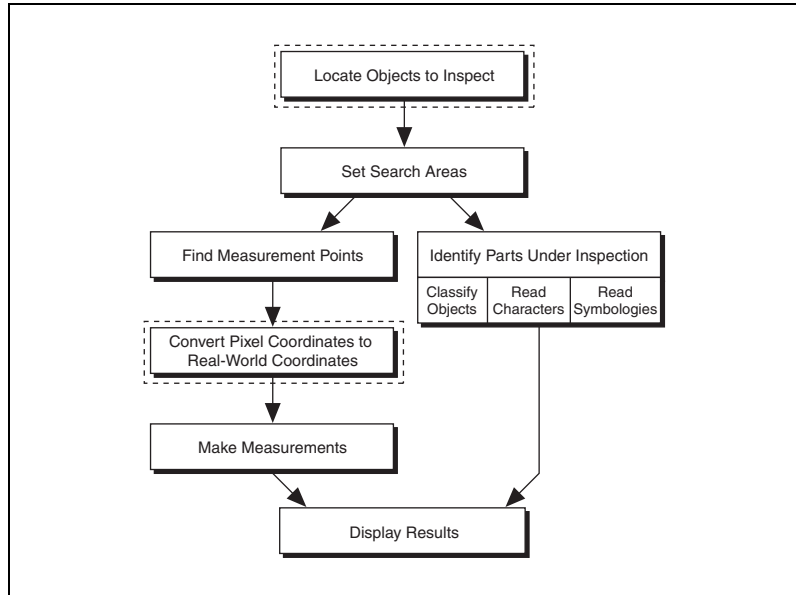 Locate Objects to Inspect
Set Search Areas
Find Measurement Points
Identify Parts Under Inspection
Classify
Objects
Read
Characters
Read
Symbologies
Convert Pixel Coordinates to
Real-World Coordinates
Make Measurements
Display Results